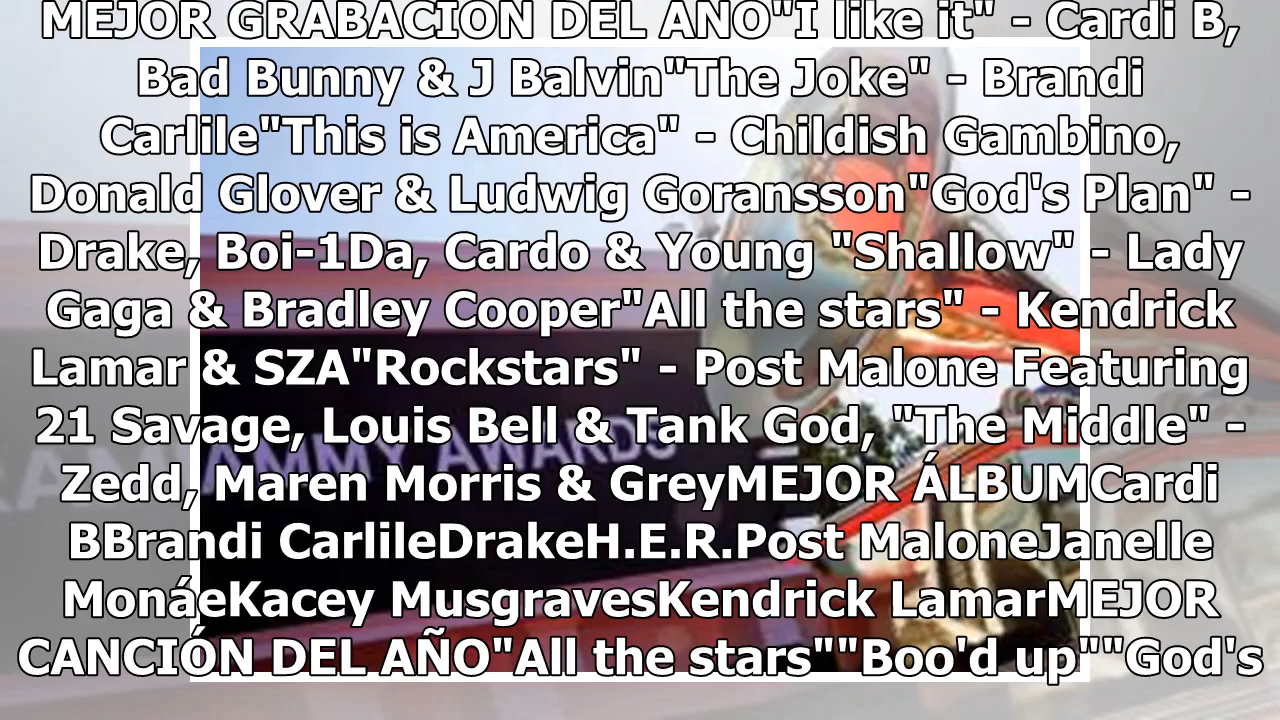 MEJOR GRABACIÓN DEL AÑO"I like it" - Cardi B,
Bad Bunny & J Balvin"The Joke" - Brandi
Carlile"This is America" - Childish Gambino,
Donald Glover & Ludwig Goransson"God's Plan" -
Drake, Boi-1Da, Cardo & Young "Shallow" - Lady
Gaga & Bradley Cooper"All the stars" - Kendrick
Lamar & SZA"Rockstars" - Post Malone Featuring
21 Savage, Louis Bell & Tank God, "The Middle" -
Zedd, Maren Morris & GreyMEJOR ÁLBUMCardi
BBrandi CarlileDrakeH.E.R.Post MaloneJanelle
MonáeKacey MusgravesKendrick LamarMEJOR
CANCIÓN DEL AÑO"All the stars""Boo'd up""God's
AWARDS